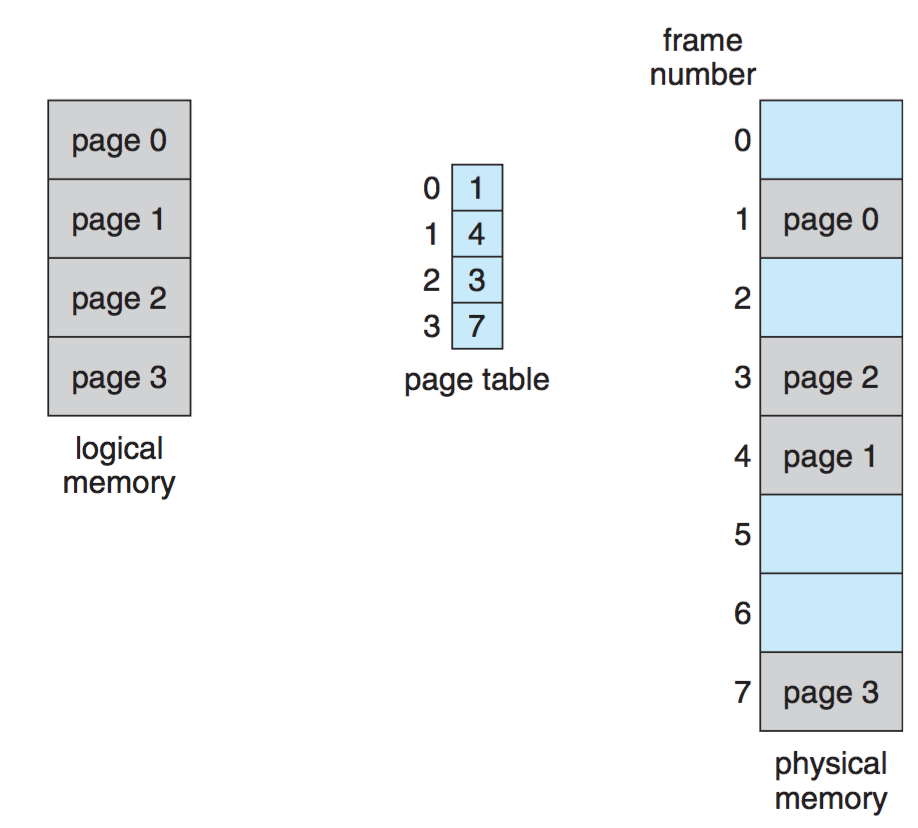 page 0
page 1
page 2
page 3
logical
memory
0 1
1 4
2 3
3 7
page table
frame
number
0
1 page 0
2
3 page 2
4 page 1
5
6
7 page 3
physical
memory